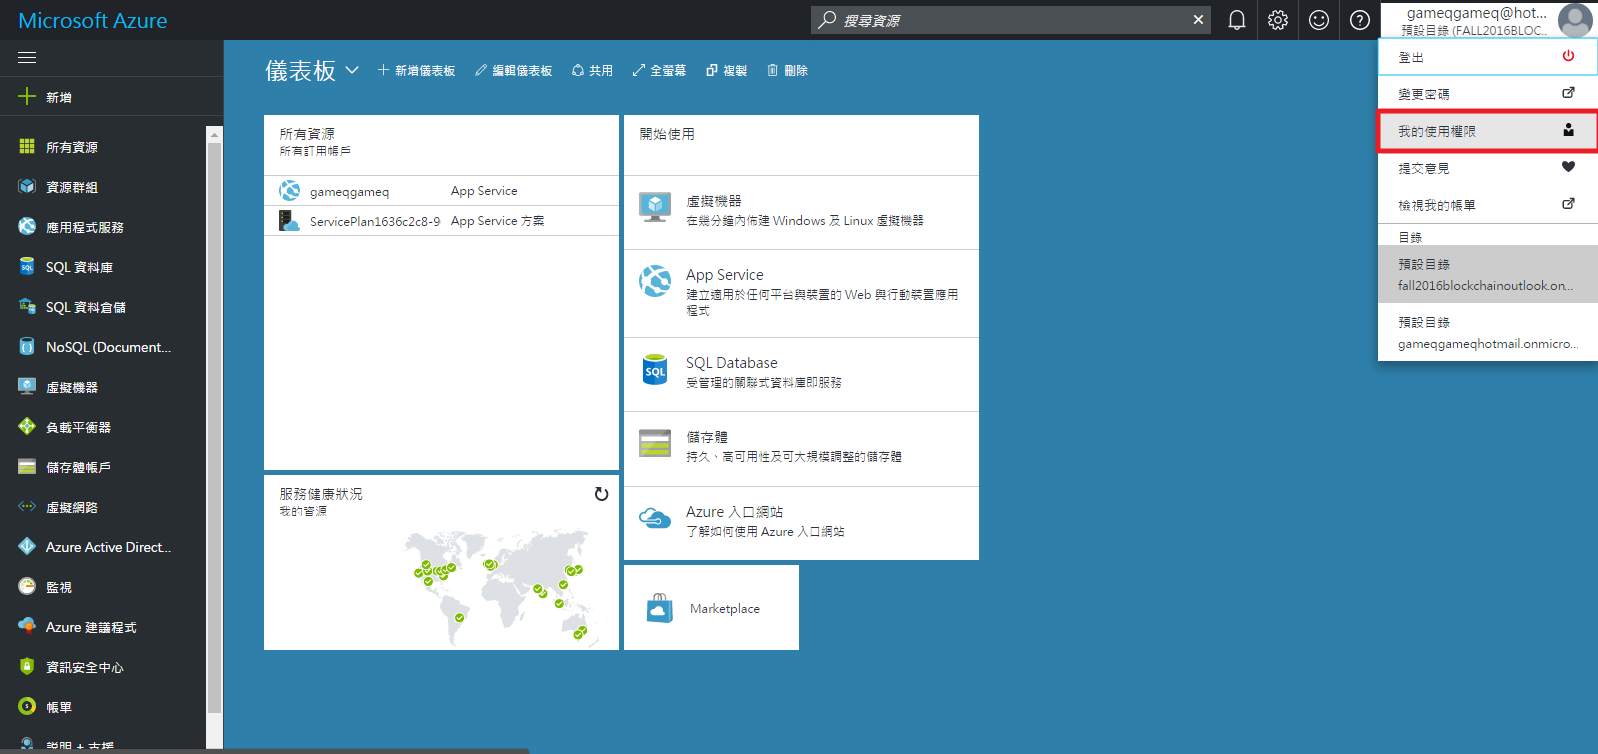 Microsoft Azure
搜尋資源
gameqgameq@hot...
預設目錄 (FALL2016BLOC...
新增
所有資源
資源群組
應用程式服務
SQL 資料庫
SQL 資料倉儲
NoSQL (Document...
虛擬機器
負載平衡器
儲存體帳戶
虛擬網路
Azure Active Direct...
監視
Azure 建議程式
資訊安全中心
帳單
說明 + 支援
儀表板
新增儀表板
編輯儀表板
共用
全螢幕
複製
刪除
所有資源
所有訂用帳戶
gameqgameq App Service
ServicePlan1636c2c8-9 App Service 方案
服務健康狀況
我的資源
開始使用
虛擬機器
在幾分鐘內佈建 Windows 及 Linux 虛擬機器
App Service
建立適用於任何平台與裝置的 Web 與行動裝置應用
程式
SQL Database
SQL
受管理的關聯式資料庫即服務
儲存體
持久、高可用性及可大規模調整的儲存體
Azure 入口網站
了解如何使用 Azure 入口網站
Marketplace
登出
變更密碼
我的使用權限
提交意見
檢視我的帳單
目錄
預設目錄
fall2016blockchainoutlook.on...
預設目錄
gameqgameqhotmail.onmicro...